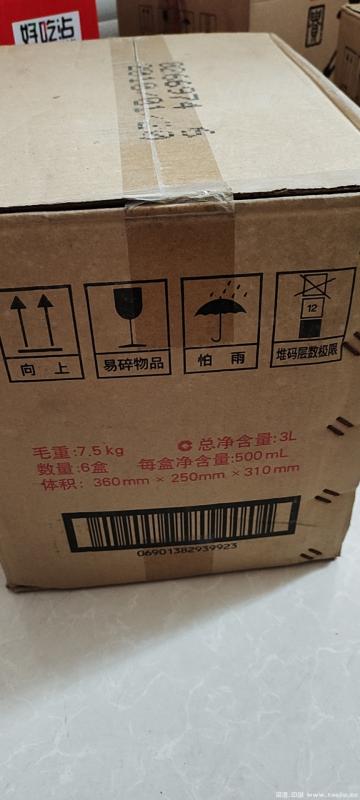 好吃沾
向 上
易碎物品
怕 雨
12
堆码层数极限
毛重:7.5kg
总净含量:3L
数量:6盒
每盒净含量:500mL
体积: 360mm×250mm×310mm
06901382939923